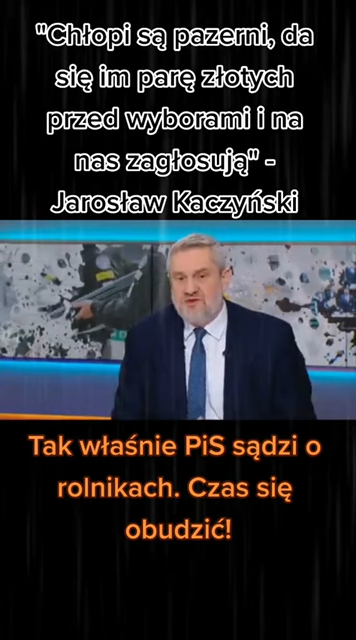 "Chłopi są pazerni, da
się im parę złotych
przed wyborami i na
nas zagłosują" -
Jarosław Kaczyński
Tak właśnie PiS sądzi o
rolnikach. Czas się
obudzić!